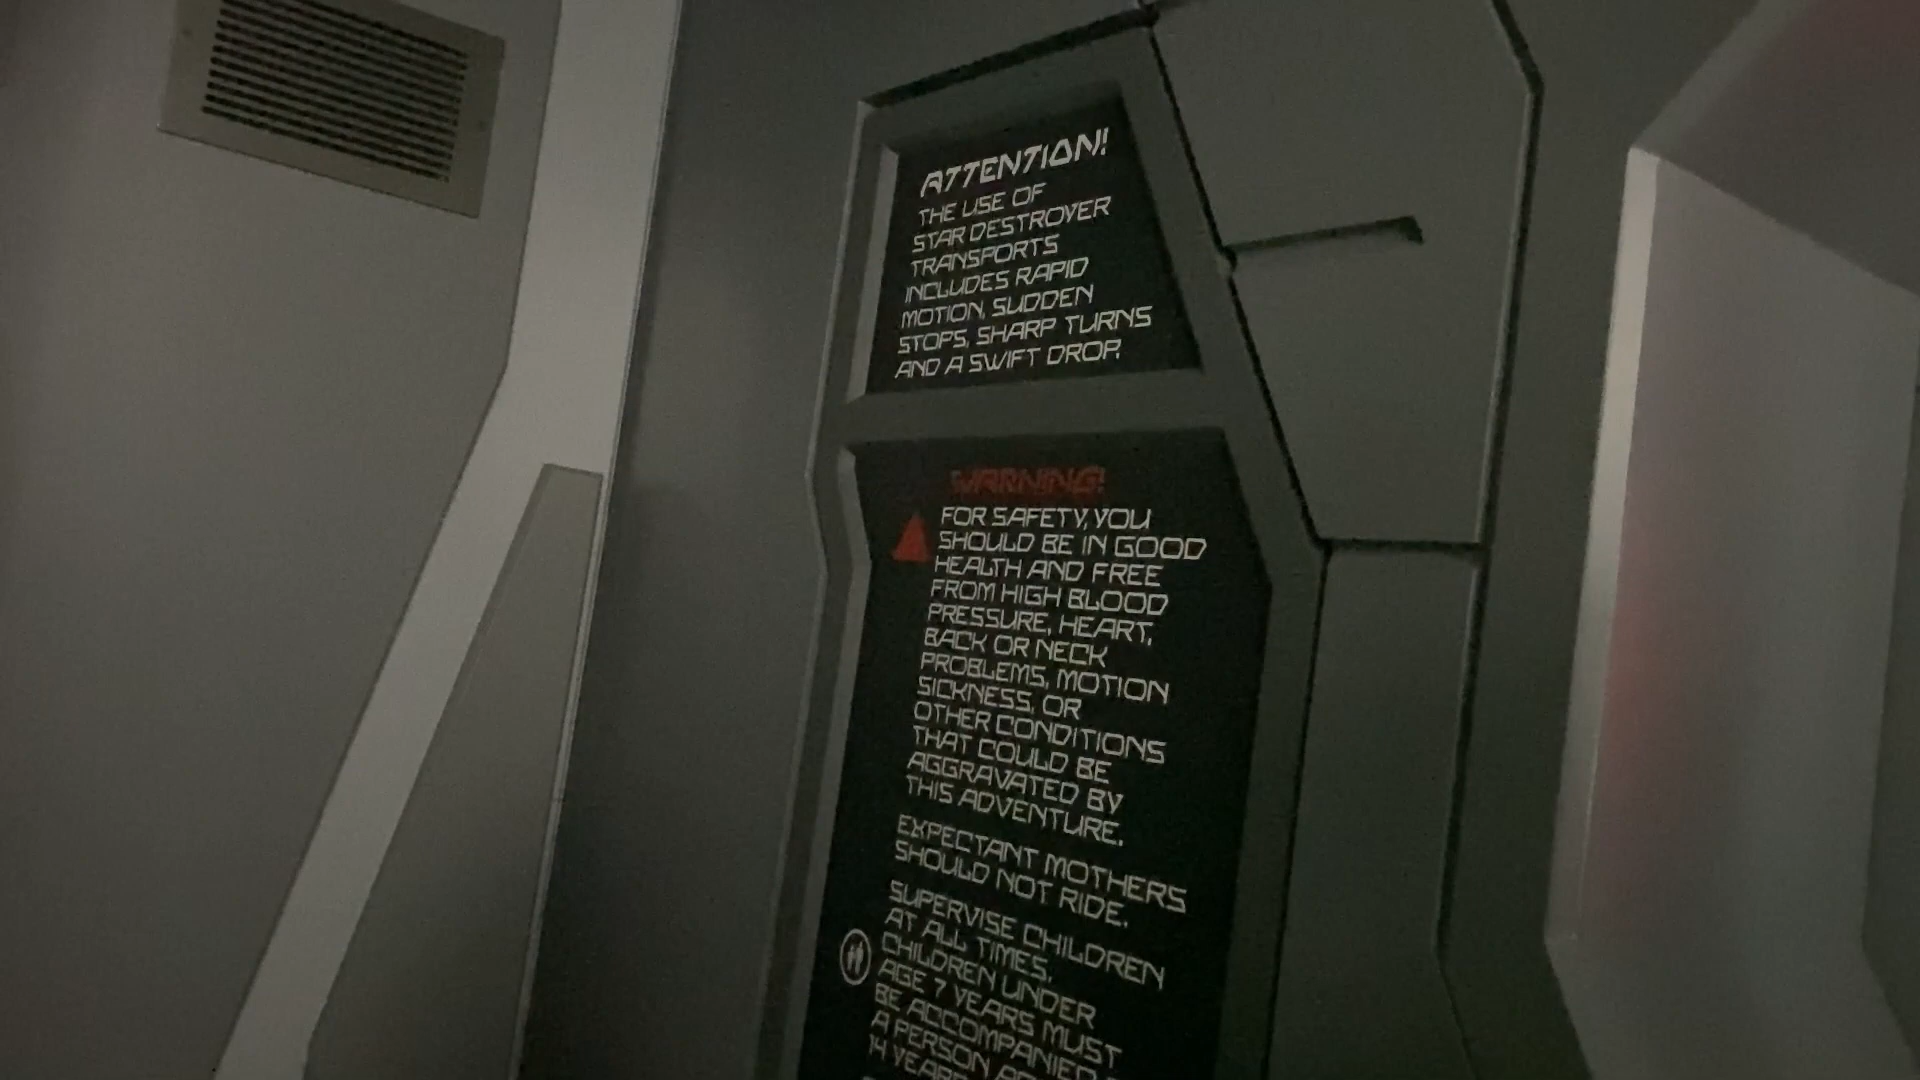 ATTENTION!
THE USE OF
STAR DESTROYER
TRANSPORTS
INCLUDES RAPID
MOTION, SUDDEN
STOPS, SHARP TURNS
AND A SWIFT DROP.
WARNING!
FOR SAFETY, YOU
SHOULD BE IN GOOD
HEALTH AND FREE
FROM HIGH BLOOD
PRESSURE, HEART,
BACK OR NECK
PROBLEMS, MOTION
SICKNESS, OR
OTHER CONDITIONS
THAT COULD BE
AGGRAVATED BY
THIS ADVENTURE.
EXPECTANT MOTHERS
SHOULD NOT RIDE.
SUPERVISE CHILDREN
AT ALL TIMES.
CHILDREN UNDER
AGE 7 YEARS MUST
BE ACCOMPANIED
A PERSON
14 YEARS